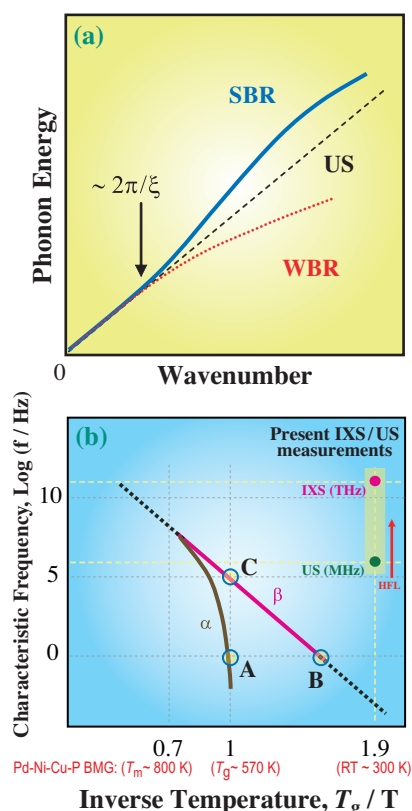 (a)
SBR
US
~ 2π/ξ
WBR
Phonon Energy
0
Wavenumber
(b)
Present IXS/US
measurements
IXS (THz)
US (MHz)
HFL
Characteristic Frequency, Log (f / Hz)
10
5
0
C
β
α
A
B
0.7 1 1.9
Pd-Ni-Cu-P BMG: (Tm~ 800 K) (Tg~ 570 K) (RT ~ 300 K)
Inverse Temperature, Tg / T